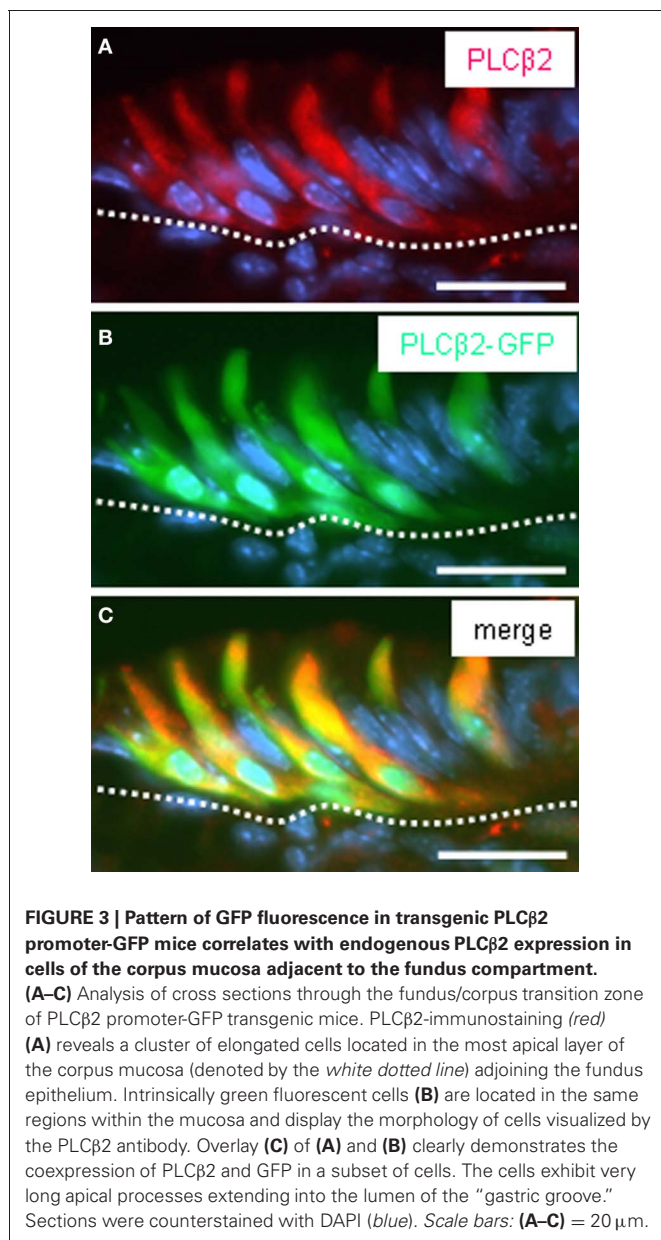 A
PLCβ2
B
PLCβ2-GFP
C
merge
FIGURE 3 | Pattern of GFP fluorescence in transgenic PLCβ2
promoter-GFP mice correlates with endogenous PLCβ2 expression in
cells of the corpus mucosa adjacent to the fundus compartment.
(A–C) Analysis of cross sections through the fundus/corpus transition zone
of PLCβ2 promoter-GFP transgenic mice. PLCβ2-immunostaining (red)
(A) reveals a cluster of elongated cells located in the most apical layer of
the corpus mucosa (denoted by the white dotted line) adjoining the fundus
epithelium. Intrinsically green fluorescent cells (B) are located in the same
regions within the mucosa and display the morphology of cells visualized by
the PLCβ2 antibody. Overlay (C) of (A) and (B) clearly demonstrates the
coexpression of PLCβ2 and GFP in a subset of cells. The cells exhibit very
long apical processes extending into the lumen of the “gastric groove.”
Sections were counterstained with DAPI (blue). Scale bars: (A–C) = 20 μm.